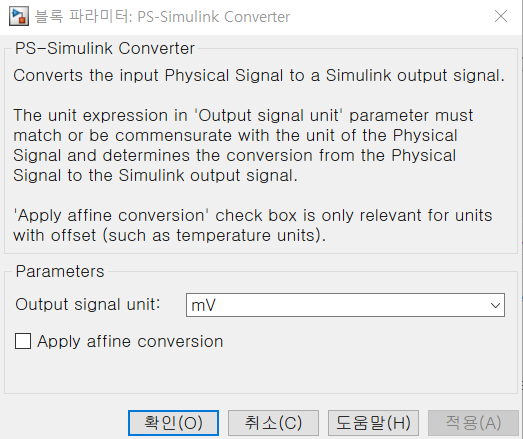 블록 파라미터: PS-Simulink Converter
PS-Simulink Converter
Converts the input Physical Signal to a Simulink output signal.
The unit expression in 'Output signal unit' parameter must
match or be commensurate with the unit of the Physical
Signal and determines the conversion from the Physical
Signal to the Simulink output signal.
'Apply affine conversion' check box is only relevant for units
with offset (such as temperature units).
Parameters
Output signal unit: mV
Apply affine conversion
확인(O) 취소(C) 도움말(H) 적용(A)